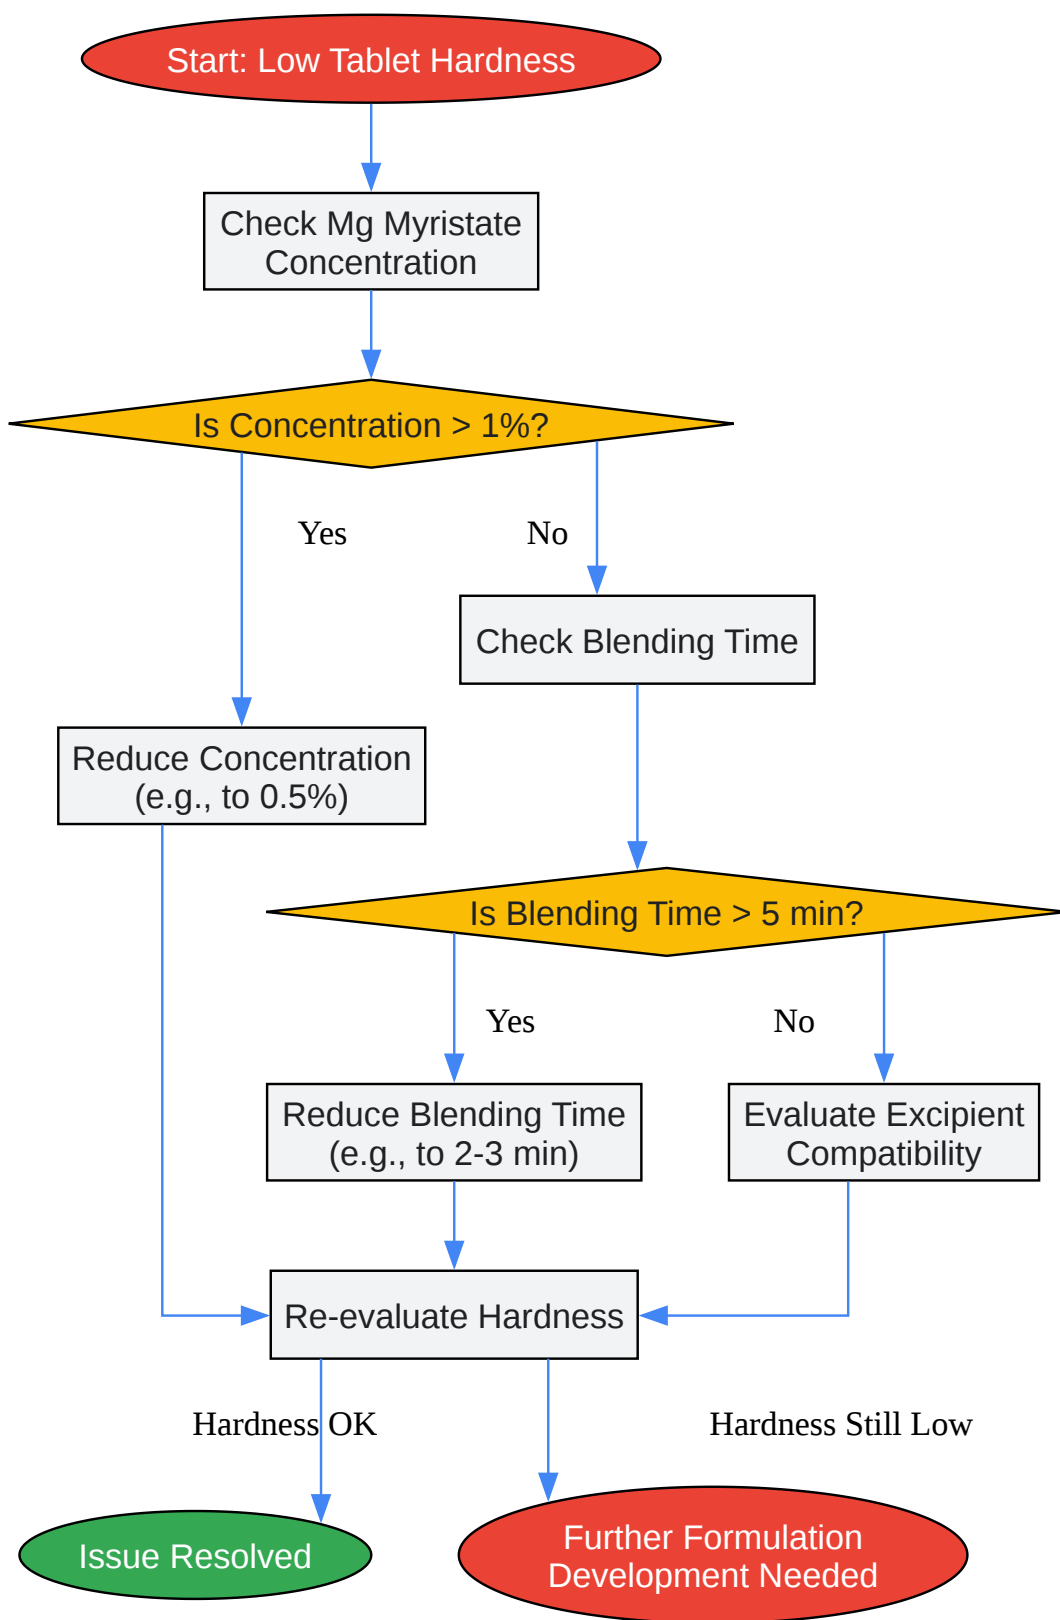 Start: Low Tablet Hardness
Check Mg Myristate
Concentration
Is Concentration > 1%?
Yes
No
Check Blending Time
Reduce Concentration
(e.g., to 0.5%)
Is Blending Time > 5 min?
Yes
No
Reduce Blending Time
(e.g., to 2-3 min)
Evaluate Excipient
Compatibility
Re-evaluate Hardness
Hardness OK
Hardness Still Low
Issue Resolved
Further Formulation
Development Needed